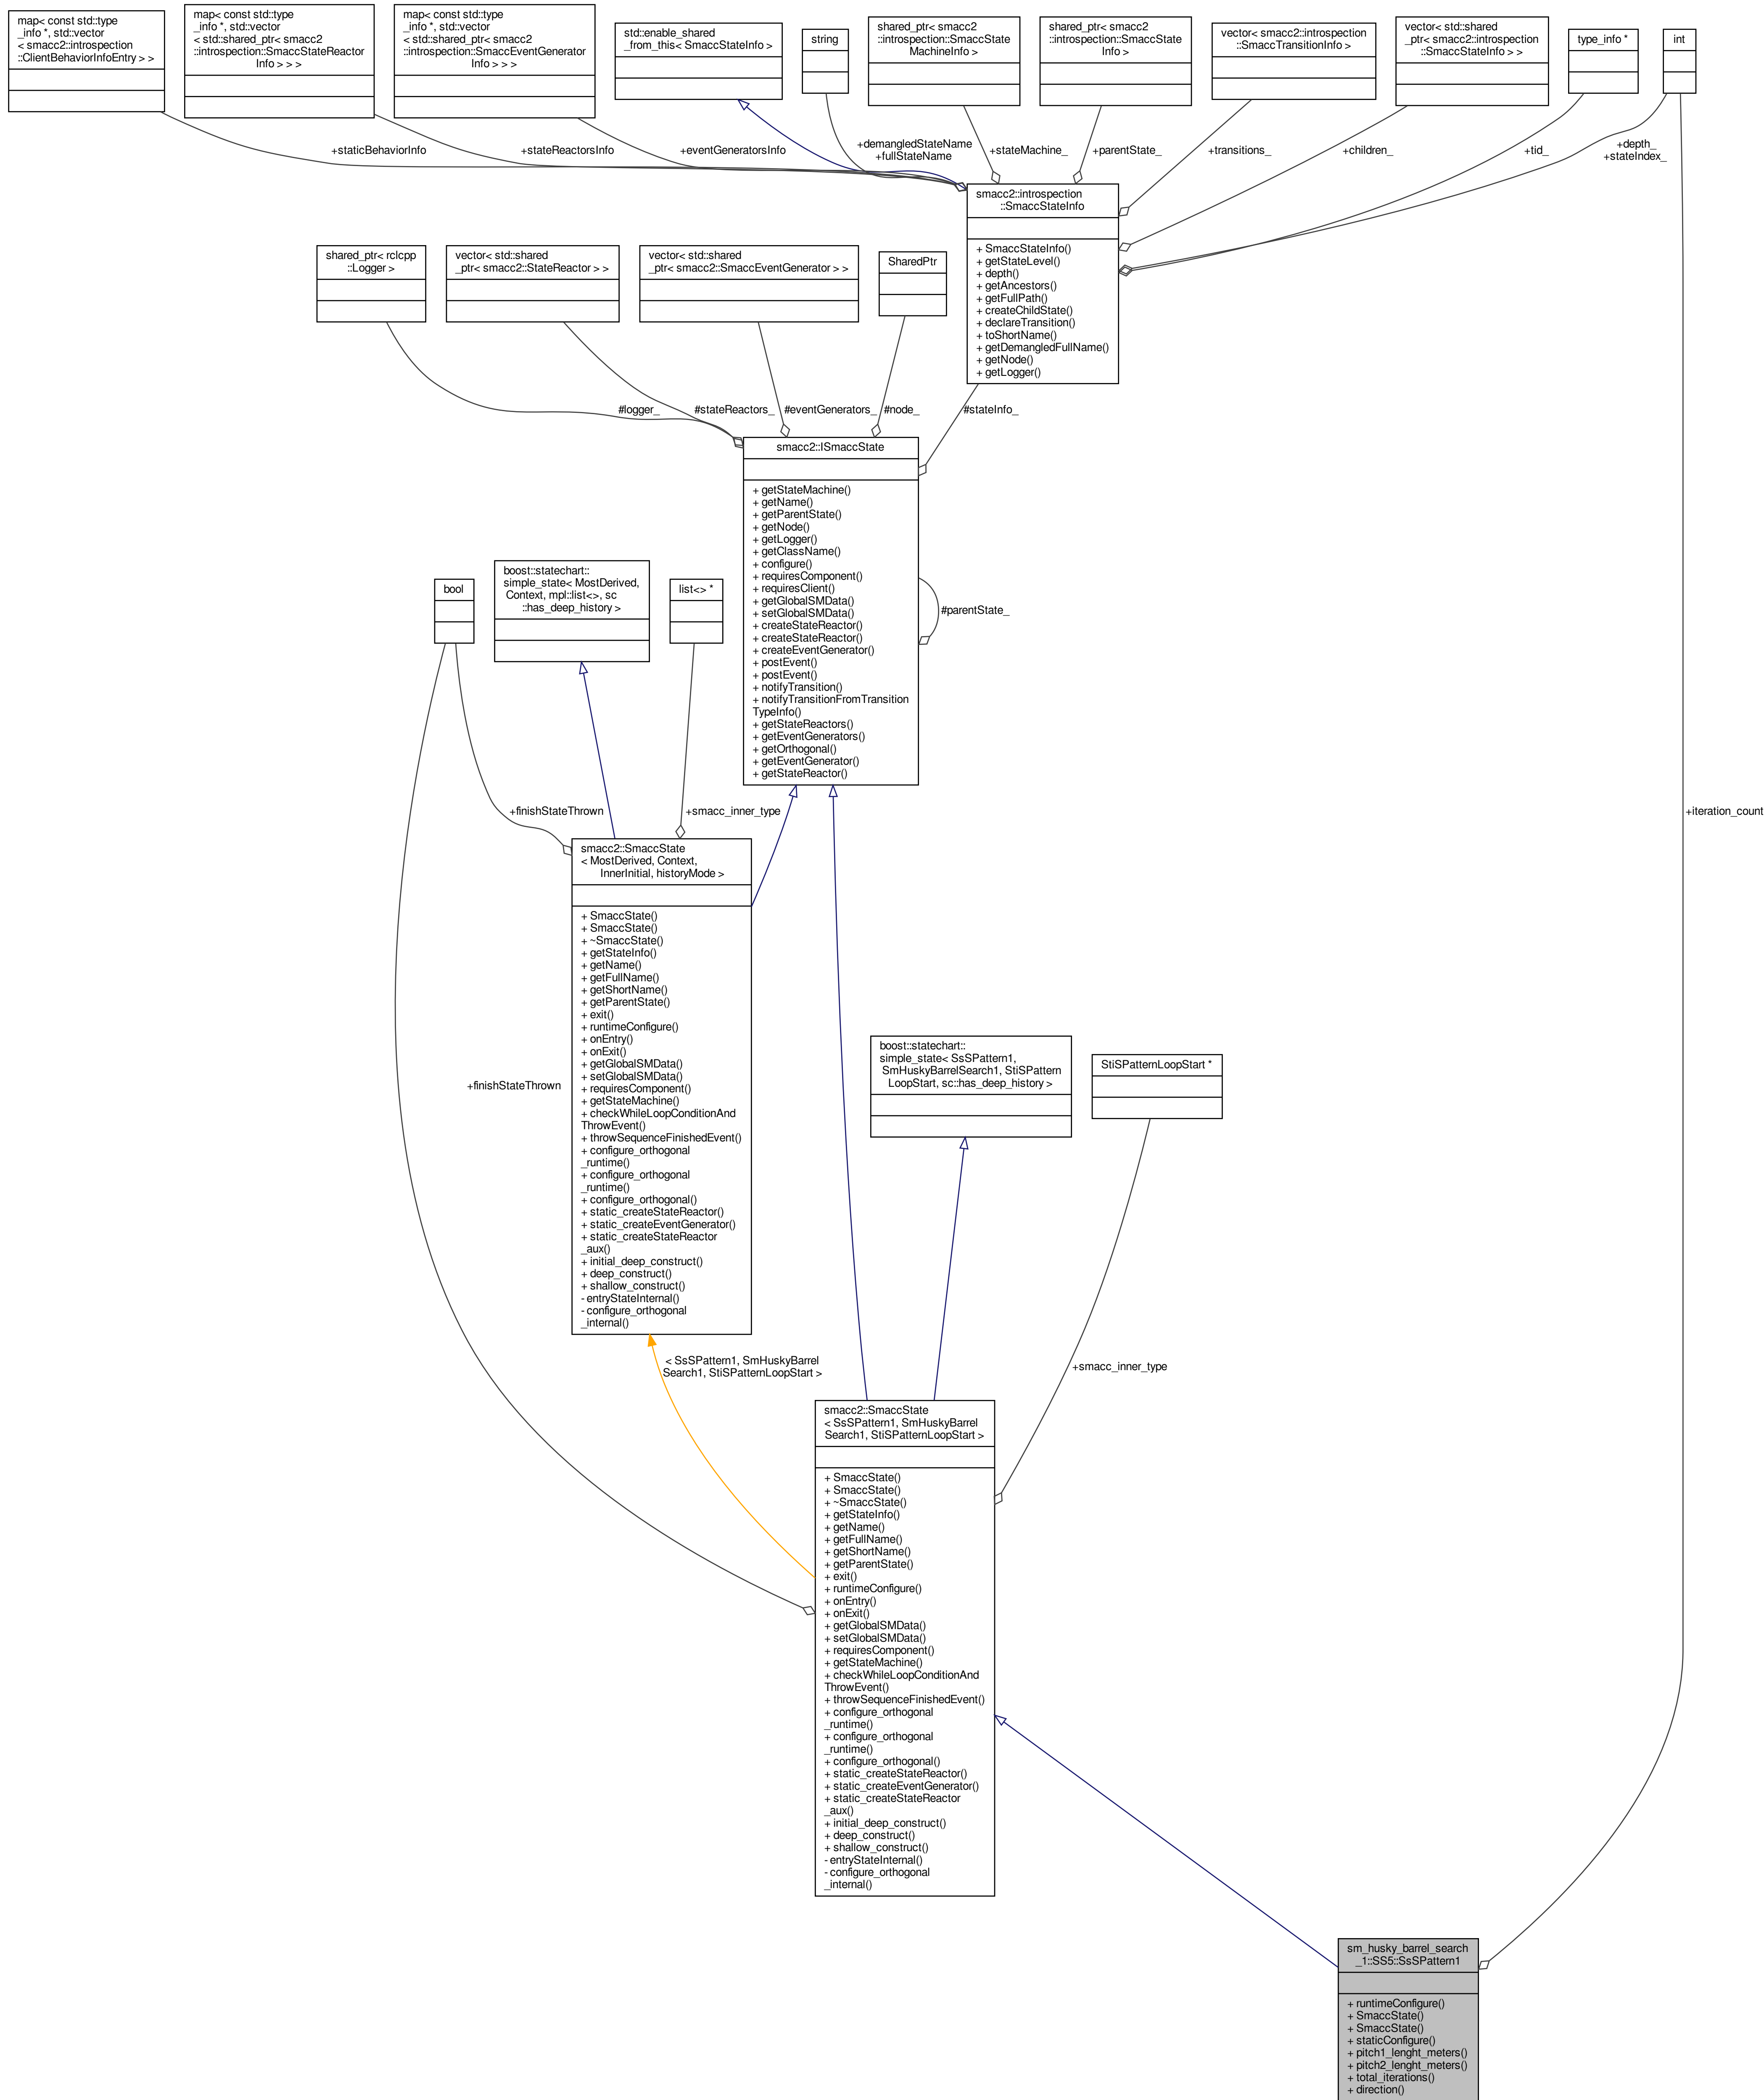 map< const std::type
_info *, std::vector
< smacc2::introspection
::ClientBehaviorInfoEntry > >
map< const std::type
_info *, std::vector
< std::shared_ptr< smacc2
::introspection::SmaccStateReactor
Info > > >
map< const std::type
_info *, std::vector
< std::shared_ptr< smacc2
::introspection::SmaccEventGenerator
Info > > >
std::enable_shared
_from_this< SmaccStateInfo >
string
shared_ptr< smacc2
::introspection::SmaccState
MachineInfo >
shared_ptr< smacc2
::introspection::SmaccState
Info >
vector< smacc2::introspection
::SmaccTransitionInfo >
vector< std::shared
_ptr< smacc2::introspection
::SmaccStateInfo > >
type_info *
int
+staticBehaviorInfo
+stateReactorsInfo
+eventGeneratorsInfo
+demangledStateName
+fullStateName
+stateMachine_
+parentState_
+transitions_
+children_
+tid_
+depth_
+stateIndex_
smacc2::introspection
::SmaccStateInfo
+ SmaccStateInfo()
+ getStateLevel()
+ depth()
+ getAncestors()
+ getFullPath()
+ createChildState()
+ declareTransition()
+ toShortName()
+ getDemangledFullName()
+ getNode()
+ getLogger()
shared_ptr< rclcpp
::Logger >
vector< std::shared
_ptr< smacc2::StateReactor > >
vector< std::shared
_ptr< smacc2::SmaccEventGenerator > >
SharedPtr
#logger_
#stateReactors_
#eventGenerators_
#node_
#stateInfo_
smacc2::ISmaccState
+ getStateMachine()
+ getName()
+ getParentState()
+ getNode()
+ getLogger()
+ getClassName()
+ configure()
+ requiresComponent()
+ requiresClient()
+ getGlobalSMData()
+ setGlobalSMData()
+ createStateReactor()
+ createStateReactor()
+ createEventGenerator()
+ postEvent()
+ postEvent()
+ notifyTransition()
+ notifyTransitionFromTransition
TypeInfo()
+ getStateReactors()
+ getEventGenerators()
+ getOrthogonal()
+ getEventGenerator()
+ getStateReactor()
#parentState_
bool
boost::statechart::
simple_state< MostDerived,
Context, mpl::list<>, sc
::has_deep_history >
list<> *
+finishStateThrown
+smacc_inner_type
+iteration_count
smacc2::SmaccState
< MostDerived, Context,
InnerInitial, historyMode >
+ SmaccState()
+ SmaccState()
+ ~SmaccState()
+ getStateInfo()
+ getName()
+ getFullName()
+ getShortName()
+ getParentState()
+ exit()
+ runtimeConfigure()
+ onEntry()
+ onExit()
+ getGlobalSMData()
+ setGlobalSMData()
+ requiresComponent()
+ getStateMachine()
+ checkWhileLoopConditionAnd
ThrowEvent()
+ throwSequenceFinishedEvent()
+ configure_orthogonal
_runtime()
+ configure_orthogonal
_runtime()
+ configure_orthogonal()
+ static_createStateReactor()
+ static_createEventGenerator()
+ static_createStateReactor
_aux()
+ initial_deep_construct()
+ deep_construct()
+ shallow_construct()
- entryStateInternal()
- configure_orthogonal
_internal()
+finishStateThrown
boost::statechart::
simple_state< SsSPattern1,
SmHuskyBarrelSearch1, StiSPattern
LoopStart, sc::has_deep_history >
StiSPatternLoopStart *
< SsSPattern1, SmHuskyBarrel
Search1, StiSPatternLoopStart >
+smacc_inner_type
smacc2::SmaccState
< SsSPattern1, SmHuskyBarrel
Search1, StiSPatternLoopStart >
+ SmaccState()
+ SmaccState()
+ ~SmaccState()
+ getStateInfo()
+ getName()
+ getFullName()
+ getShortName()
+ getParentState()
+ exit()
+ runtimeConfigure()
+ onEntry()
+ onExit()
+ getGlobalSMData()
+ setGlobalSMData()
+ requiresComponent()
+ getStateMachine()
+ checkWhileLoopConditionAnd
ThrowEvent()
+ throwSequenceFinishedEvent()
+ configure_orthogonal
_runtime()
+ configure_orthogonal
_runtime()
+ configure_orthogonal()
+ static_createStateReactor()
+ static_createEventGenerator()
+ static_createStateReactor
_aux()
+ initial_deep_construct()
+ deep_construct()
+ shallow_construct()
- entryStateInternal()
- configure_orthogonal
_internal()
sm_husky_barrel_search
_1::SS5::SsSPattern1
+ runtimeConfigure()
+ SmaccState()
+ SmaccState()
+ staticConfigure()
+ pitch1_lenght_meters()
+ pitch2_lenght_meters()
+ total_iterations()
+ direction()